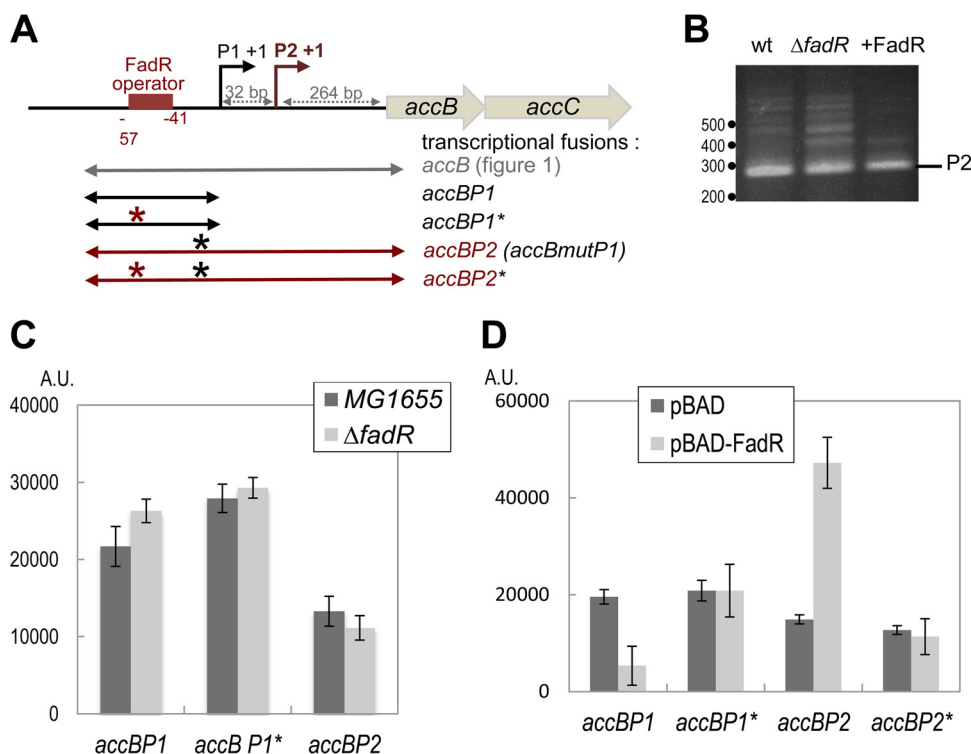 A
P1 +1
P2 +1
FadR
operator
32 bp
264 bp
accB
accC
-
57
-41
transcriptional fusions :
accB (figure 1)
accBP1
*
accBP1*
*
accBP2 (accBmutP1)
* *
accBP2*
B
wt
ΔfadR
+FadR
500
400
300
200
P2
C
A.U.
40000
30000
20000
10000
0
MG1655
ΔfadR
accBP1
accB P1*
accBP2
D
A.U.
60000
40000
20000
0
pBAD
pBAD-FadR
accBP1
accBP1*
accBP2
accBP2*